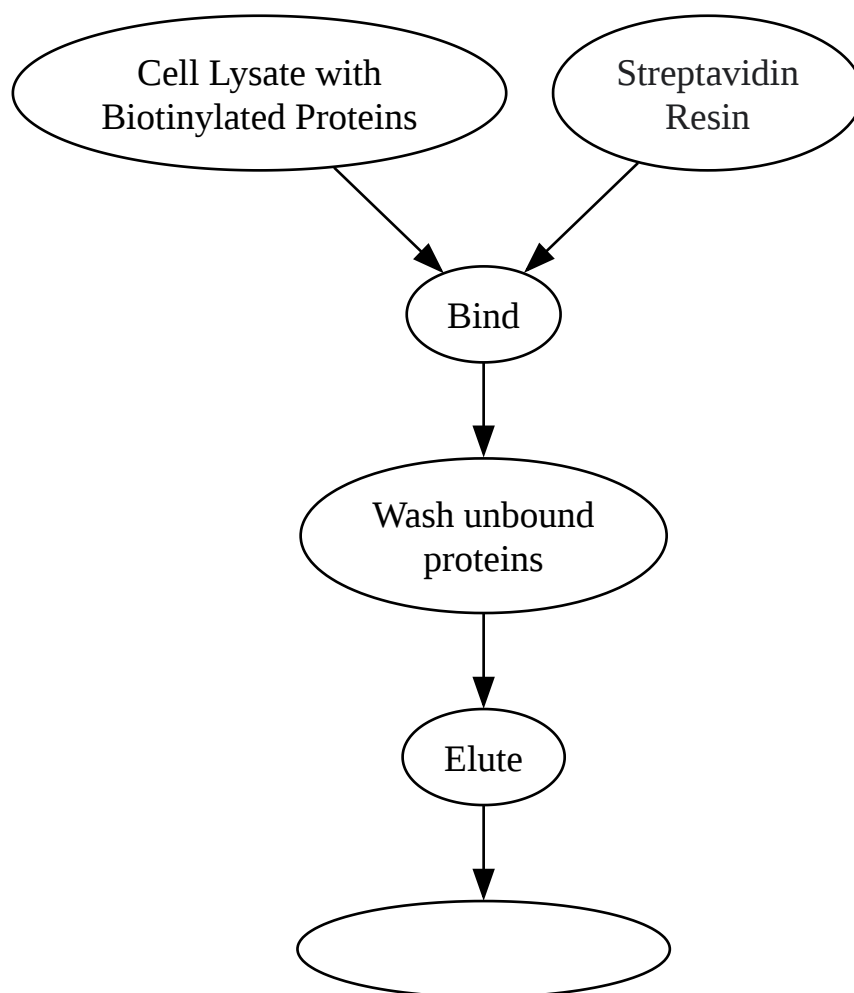 Cell Lysate with
Biotinylated Proteins
Streptavidin
Resin
Bind
Wash unbound
proteins
Elute